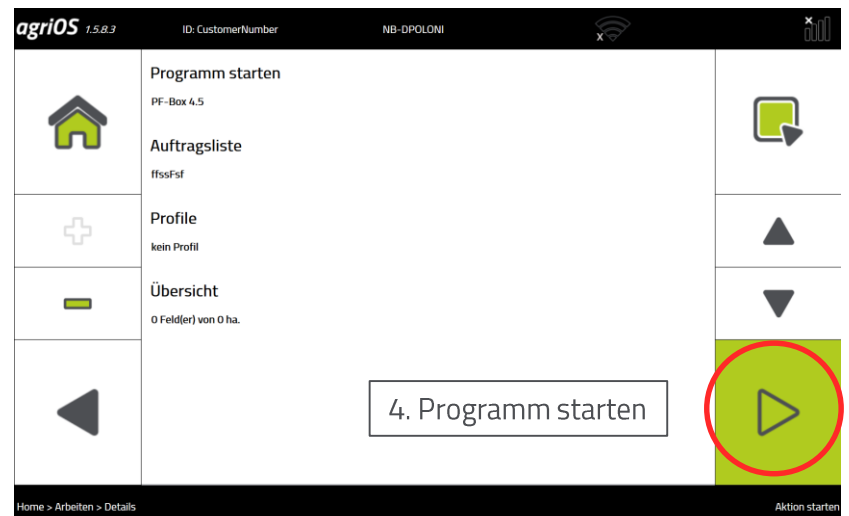 agriOS 1.5.8.3 ID: CustomerNumber NB-DPOLONI
Programm starten
PF-Box 4.5
Auftragsliste
ffssFsf
Profile
kein Profil
Übersicht
0 Feld(er) von 0 ha.
4. Programm starten
Home > Arbeiten > Details Aktion starten